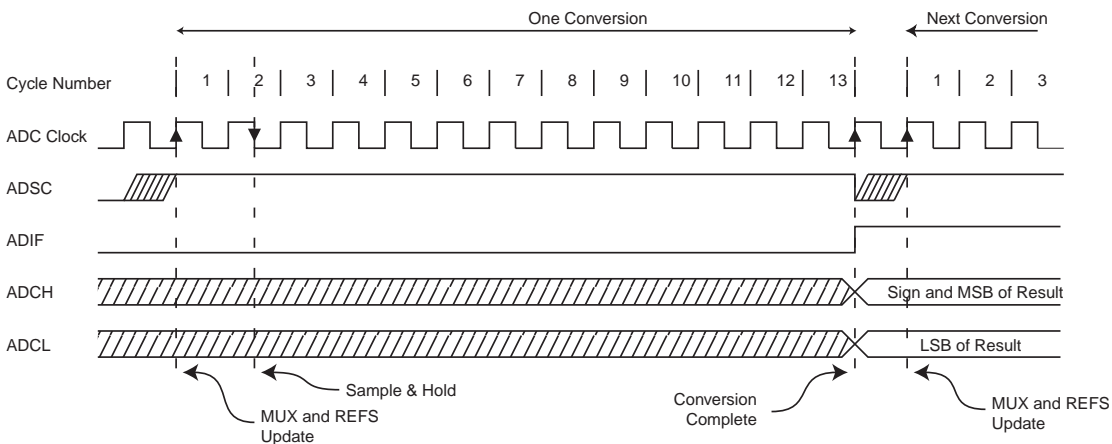 One Conversion
Next Conversion
Cycle Number 1 2 3 4 5 6 7 8 9 10 11 12 13 1 2 3
ADC Clock
ADSC
ADIF
ADCH Sign and MSB of Result
ADCL LSB of Result
MUX and REFS
Update
Sample & Hold
Conversion
Complete
MUX and REFS
Update